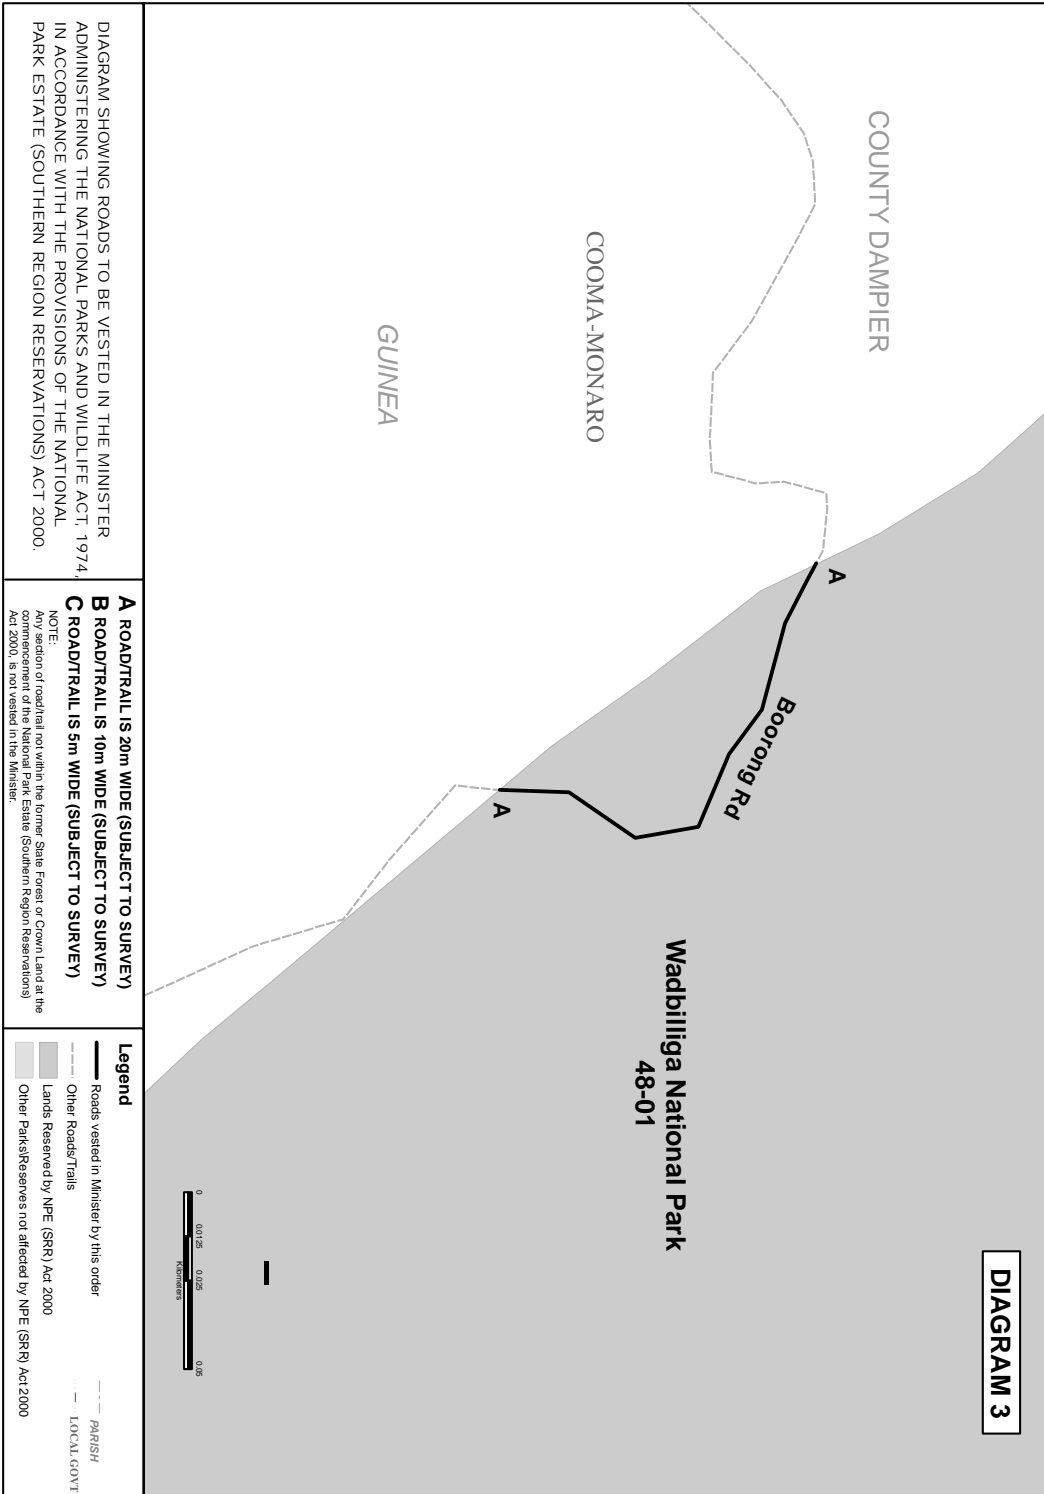 DIAGRAM 3
COUNTY DAMPIER
COOMA-MONARO
GUINEA
A
Boorong Rd
A
Wadbilliga National Park
48-01
0 0.0125 0.025 0.05
Kilometers
DIAGRAM SHOWING ROADS TO BE VESTED IN THE MINISTER
ADMINISTERING THE NATIONAL PARKS AND WILDLIFE ACT, 1974,
IN ACCORDANCE WITH THE PROVISIONS OF THE NATIONAL
PARK ESTATE (SOUTHERN REGION RESERVATIONS) ACT 2000.
A ROAD/TRAIL IS 20m WIDE (SUBJECT TO SURVEY)
B ROAD/TRAIL IS 10m WIDE (SUBJECT TO SURVEY)
C ROAD/TRAIL IS 5m WIDE (SUBJECT TO SURVEY)
NOTE:
Any section of road/trail not within the former State Forest or Crown Land at the
commencement of the National Park Estate (Southern Region Reservations)
Act 2000, is not vested in the Minister.
Legend
Roads vested in Minister by this order
Other Roads/Trails
Lands Reserved by NPE (SRR) Act 2000
Other Parks\Reserves not affected by NPE (SRR) Act 2000
PARISH
LOCAL GOVT